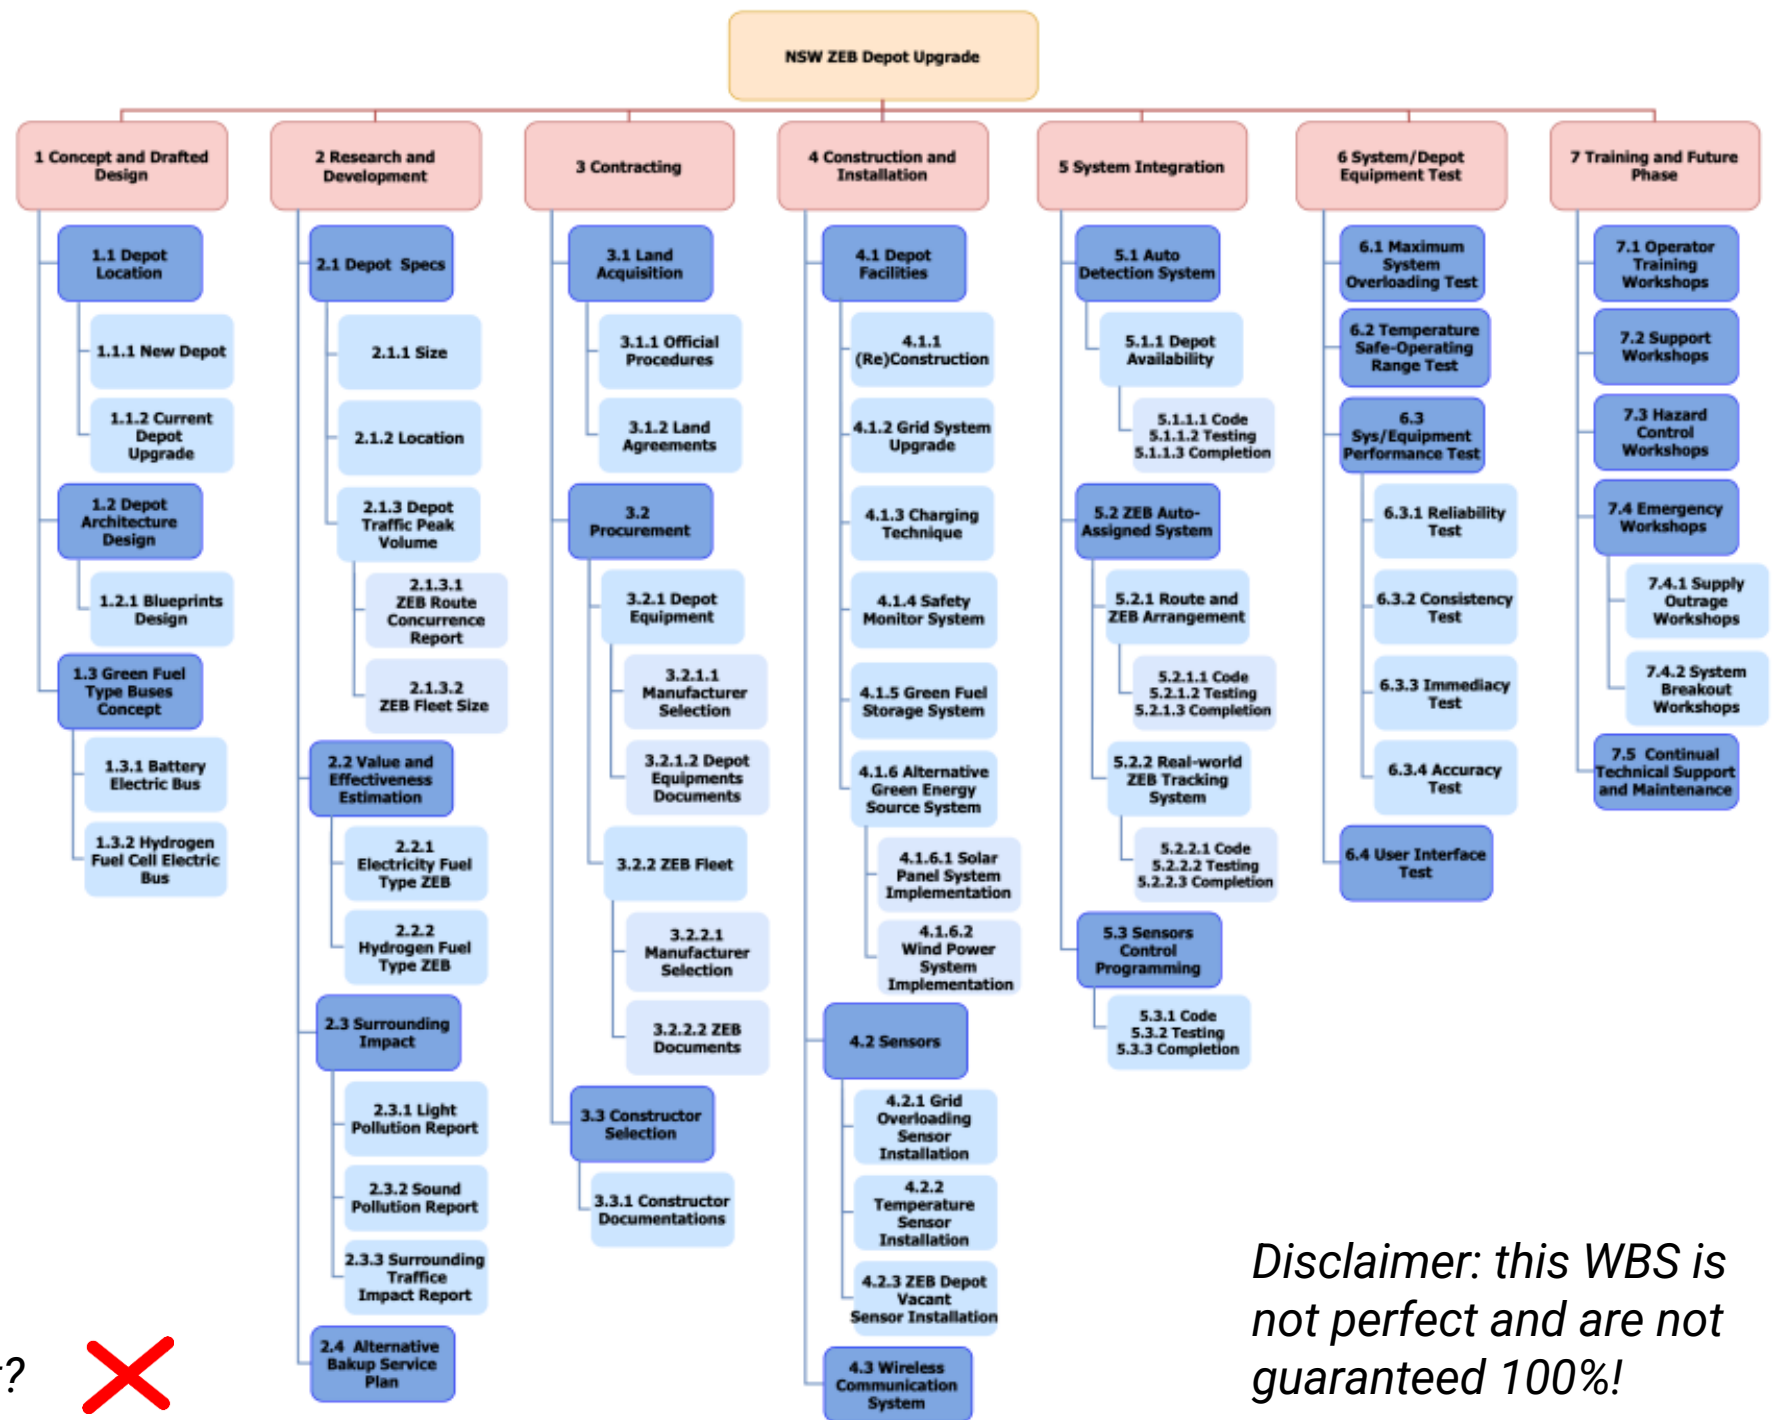 NSW ZEB Depot Upgrade
1 Concept and Drafted
Design
1.1 Depot
Location
1.1.1 New Depot
1.1.2 Current
Depot
Upgrade
1.2 Depot
Architecture
Design
1.2.1 Blueprints
Design
1.3 Green Fuel
Type Buses
Concept
1.3.1 Battery
Electric Bus
1.3.2 Hydrogen
Fuel Cell Electric
Bus
2 Research and
Development
2.1 Depot Specs
2.1.1 Size
2.1.2 Location
2.1.3 Depot
Traffic Peak
Volume
2.1.3.1
ZEB Route
Concurrence
Report
2.1.3.2
ZEB Fleet Size
2.2 Value and
Effectiveness
Estimation
2.2.1
Electricity Fuel
Type ZEB
2.2.2
Hydrogen Fuel
Type ZEB
2.3 Surrounding
Impact
2.3.1 Light
Pollution Report
2.3.2 Sound
Pollution Report
2.3.3 Surrounding
Traffice
Impact Report
2.4 Alternative
Bakup Service
Plan
3 Contracting
3.1 Land
Acquisition
3.1.1 Official
Procedures
3.1.2 Land
Agreements
3.2
Procurement
3.2.1 Depot
Equipment
3.2.1.1
Manufacturer
Selection
3.2.1.2 Depot
Equipments
Documents
3.2.2 ZEB Fleet
3.2.2.1
Manufacturer
Selection
3.2.2.2 ZEB
Documents
3.3 Constructor
Selection
3.3.1 Constructor
Documentations
4 Construction and
Installation
4.1 Depot
Facilities
4.1.1
(Re)Construction
4.1.2 Grid System
Upgrade
4.1.3 Charging
Technique
4.1.4 Safety
Monitor System
4.1.5 Green Fuel
Storage System
4.1.6 Alternative
Green Energy
Source System
4.1.6.1 Solar
Panel System
Implementation
4.1.6.2
Wind Power
System
Implementation
4.2 Sensors
4.2.1 Grid
Overloading
Sensor
Installation
4.2.2
Temperature
Sensor
Installation
4.2.3 ZEB Depot
Vacant
Sensor Installation
4.3 Wireless
Communication
System
5 System Integration
5.1 Auto
Detection System
5.1.1 Depot
Availability
5.1.1.1 Code
5.1.1.2 Testing
5.1.1.3 Completion
5.2 ZEB Auto-
Assigned System
5.2.1 Route and
ZEB Arrangement
5.2.1.1 Code
5.2.1.2 Testing
5.2.1.3 Completion
5.2.2 Real-world
ZEB Tracking
System
5.2.2.1 Code
5.2.2.2 Testing
5.2.2.3 Completion
5.3 Sensors
Control
Programming
5.3.1 Code
5.3.2 Testing
5.3.3 Completion
6 System/Depot
Equipment Test
6.1 Maximum
System
Overloading Test
6.2 Temperature
Safe-Operating
Range Test
6.3
Sys/Equipment
Performance Test
6.3.1 Reliability
Test
6.3.2 Consistency
Test
6.3.3 Immediacy
Test
6.3.4 Accuracy
Test
6.4 User Interface
Test
7 Training and Future
Phase
7.1 Operator
Training
Workshops
7.2 Support
Workshops
7.3 Hazard
Control
Workshops
7.4 Emergency
Workshops
7.4.1 Supply
Outrage
Workshops
7.4.2 System
Breakout
Workshops
7.5 Continual
Technical Support
and Maintenance
Disclaimer: this WBS is
not perfect and are not
guaranteed 100%!